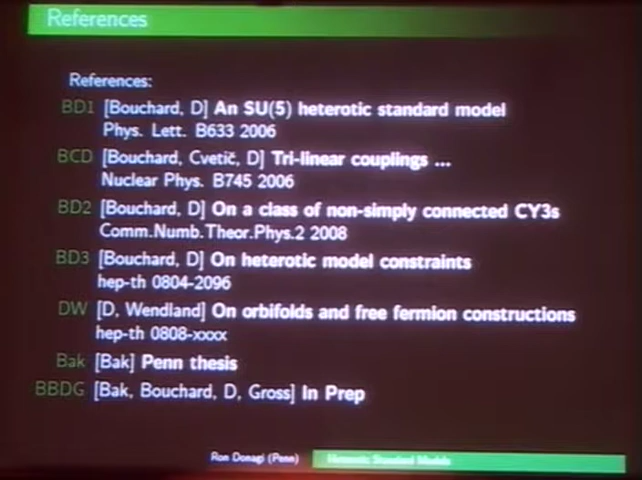 References
References:
BD1 [Bouchard, D] An SU(5) heterotic standard model
Phys. Lett. B633 2006
BCD [Bouchard, Cvetič, D] Tri-linear couplings ...
Nuclear Phys. B745 2006
BD2 [Bouchard, D] On a class of non-simply connected CY3s
Comm.Numb.Theor.Phys.2 2008
BD3 [Bouchard, D] On heterotic model constraints
hep-th 0804-2096
DW [D, Wendland] On orbifolds and free fermion constructions
hep-th 0808-xxxx
Bak [Bak] Penn thesis
BBDG [Bak, Bouchard, D, Gross] In Prep
Ron Donagi (Penn) Heterotic Standard Models